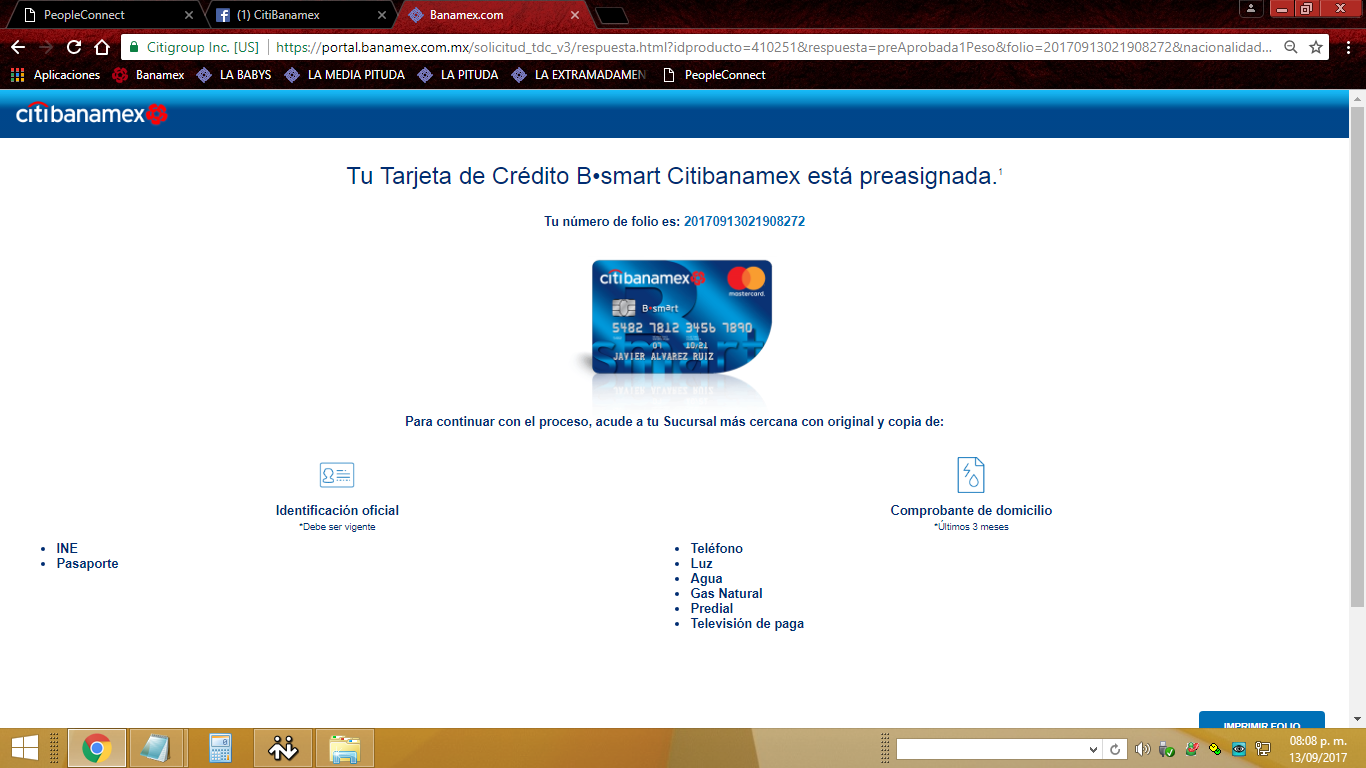 PeopleConnect
(1) CitiBanamex
Banamex.com
Citigroup Inc. [US]
https://portal.banamex.com.mx/solicitud_tdc_v3/respuesta.html?idproducto=410251&respuesta=preAprobada1Peso&folio=20170913021908272&nacionalidad...
Aplicaciones
Banamex
LA BABYS
LA MEDIA PITUDA
LA PITUDA
LA EXTRAMADAMEN
PeopleConnect
citibanamex
Tu Tarjeta de Crédito B•smart Citibanamex está preasignada.1
Tu número de folio es: 20170913021908272
citibanamex
mastercard.
B•smart
5482 7812 3456 7890
07 10/21
JAVIER ALVAREZ RUIZ
Para continuar con el proceso, acude a tu Sucursal más cercana con original y copia de:
Identificación oficial
*Debe ser vigente
• INE
• Pasaporte
Comprobante de domicilio
*Últimos 3 meses
• Teléfono
• Luz
• Agua
• Gas Natural
• Predial
• Televisión de paga
IMPRIMIR FOLIO
08:08 p. m.
13/09/2017